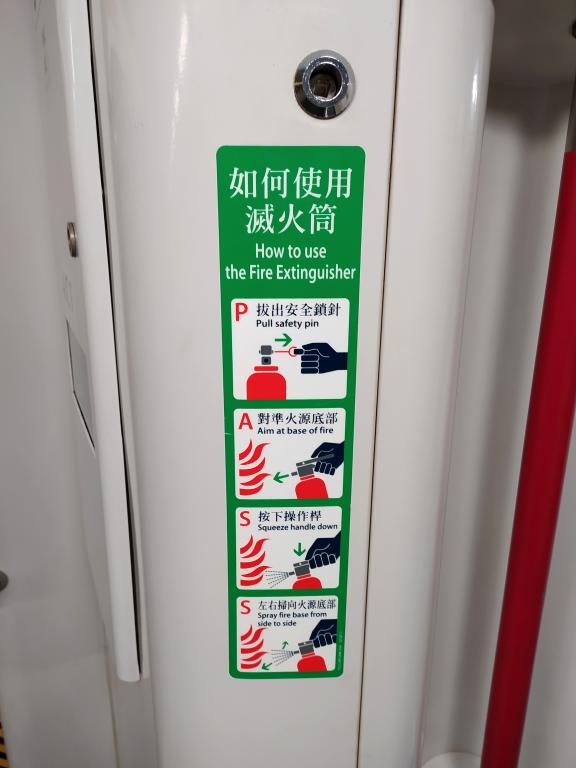 如何使用
滅火筒
How to use
the Fire Extinguisher
P 拔出安全鎖針
Pull safety pin
A 對準火源底部
Aim at base of fire
S 按下操作桿
Squeeze handle down
S 左右掃向火源底部
Spray fire base from
side to side